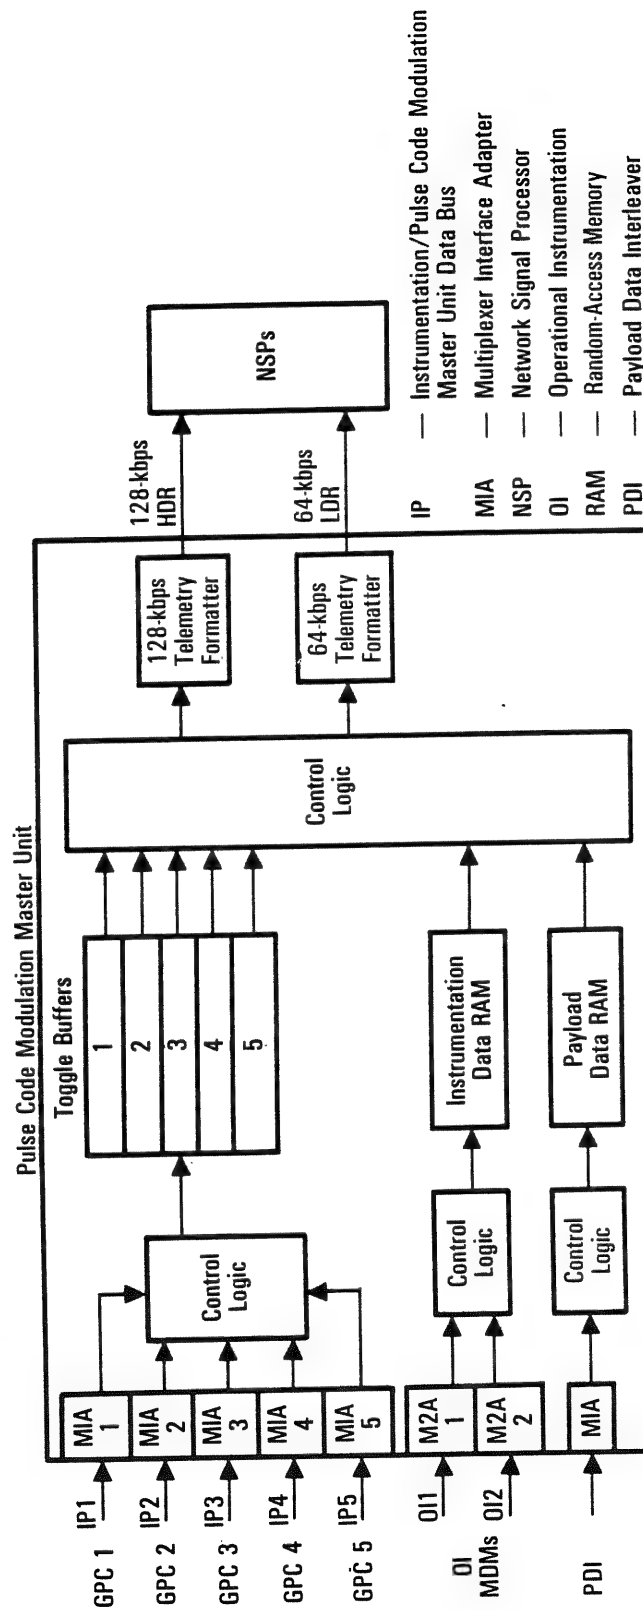 Pulse Code Modulation Master Unit
Toggle Buffers
GPC 1
IP1
MIA
1
GPC 2
IP2
MIA
2
GPC 3
IP3
MIA
3
GPC 4
IP4
MIA
4
GPC 5
IP5
MIA
5
Control
Logic
1
2
3
4
5
OI
MDMs
OI1
M2A
1
OI2
M2A
2
Control
Logic
Instrumentation
Data RAM
PDI
MIA
Control
Logic
Payload
Data RAM
Control
Logic
128-kbps
Telemetry
Formatter
64-kbps
Telemetry
Formatter
128-kbps
HDR
64-kbps
LDR
NSPs
IP — Instrumentation/Pulse Code Modulation
Master Unit Data Bus
MIA — Multiplexer Interface Adapter
NSP — Network Signal Processor
OI — Operational Instrumentation
RAM — Random-Access Memory
PDI — Payload Data Interleaver